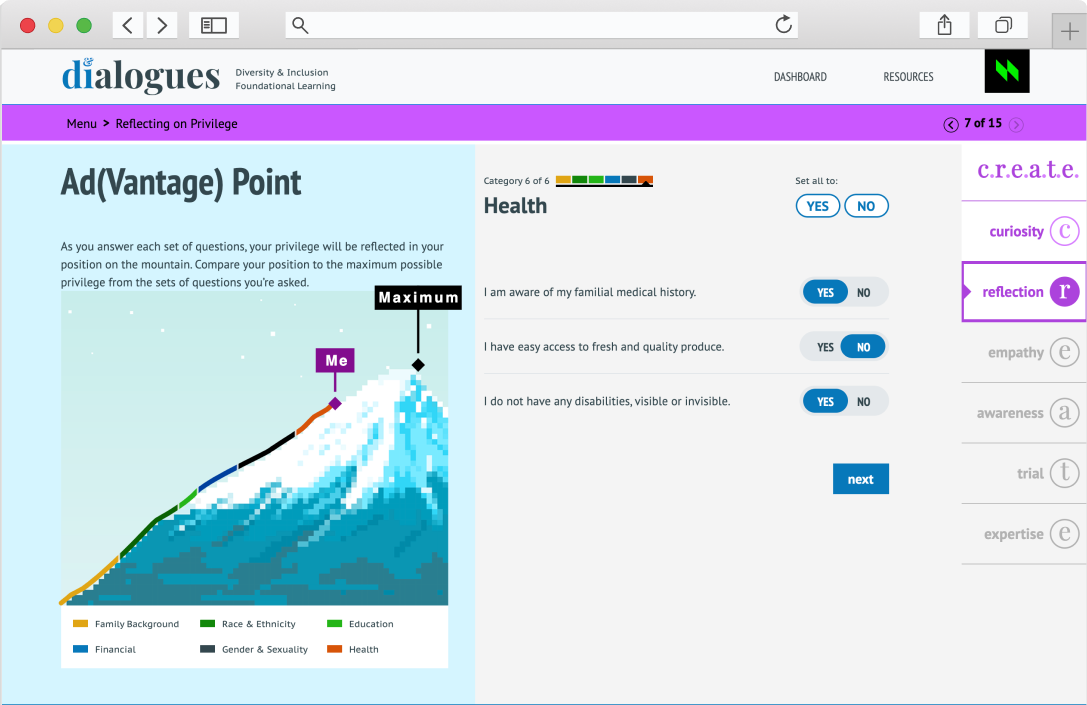 di&alogues
Diversity & Inclusion
Foundational Learning
DASHBOARD
RESOURCES
Menu > Reflecting on Privilege
7 of 15
Ad(Vantage) Point
As you answer each set of questions, your privilege will be reflected in your
position on the mountain. Compare your position to the maximum possible
privilege from the sets of questions you're asked.
Maximum
Me
Family Background
Race & Ethnicity
Education
Financial
Gender & Sexuality
Health
Category 6 of 6
Health
Set all to:
YES NO
I am aware of my familial medical history.
YES NO
I have easy access to fresh and quality produce.
YES NO
I do not have any disabilities, visible or invisible.
YES NO
next
c.r.e.a.t.e.
curiosity c
reflection r
empathy e
awareness a
trial t
expertise e